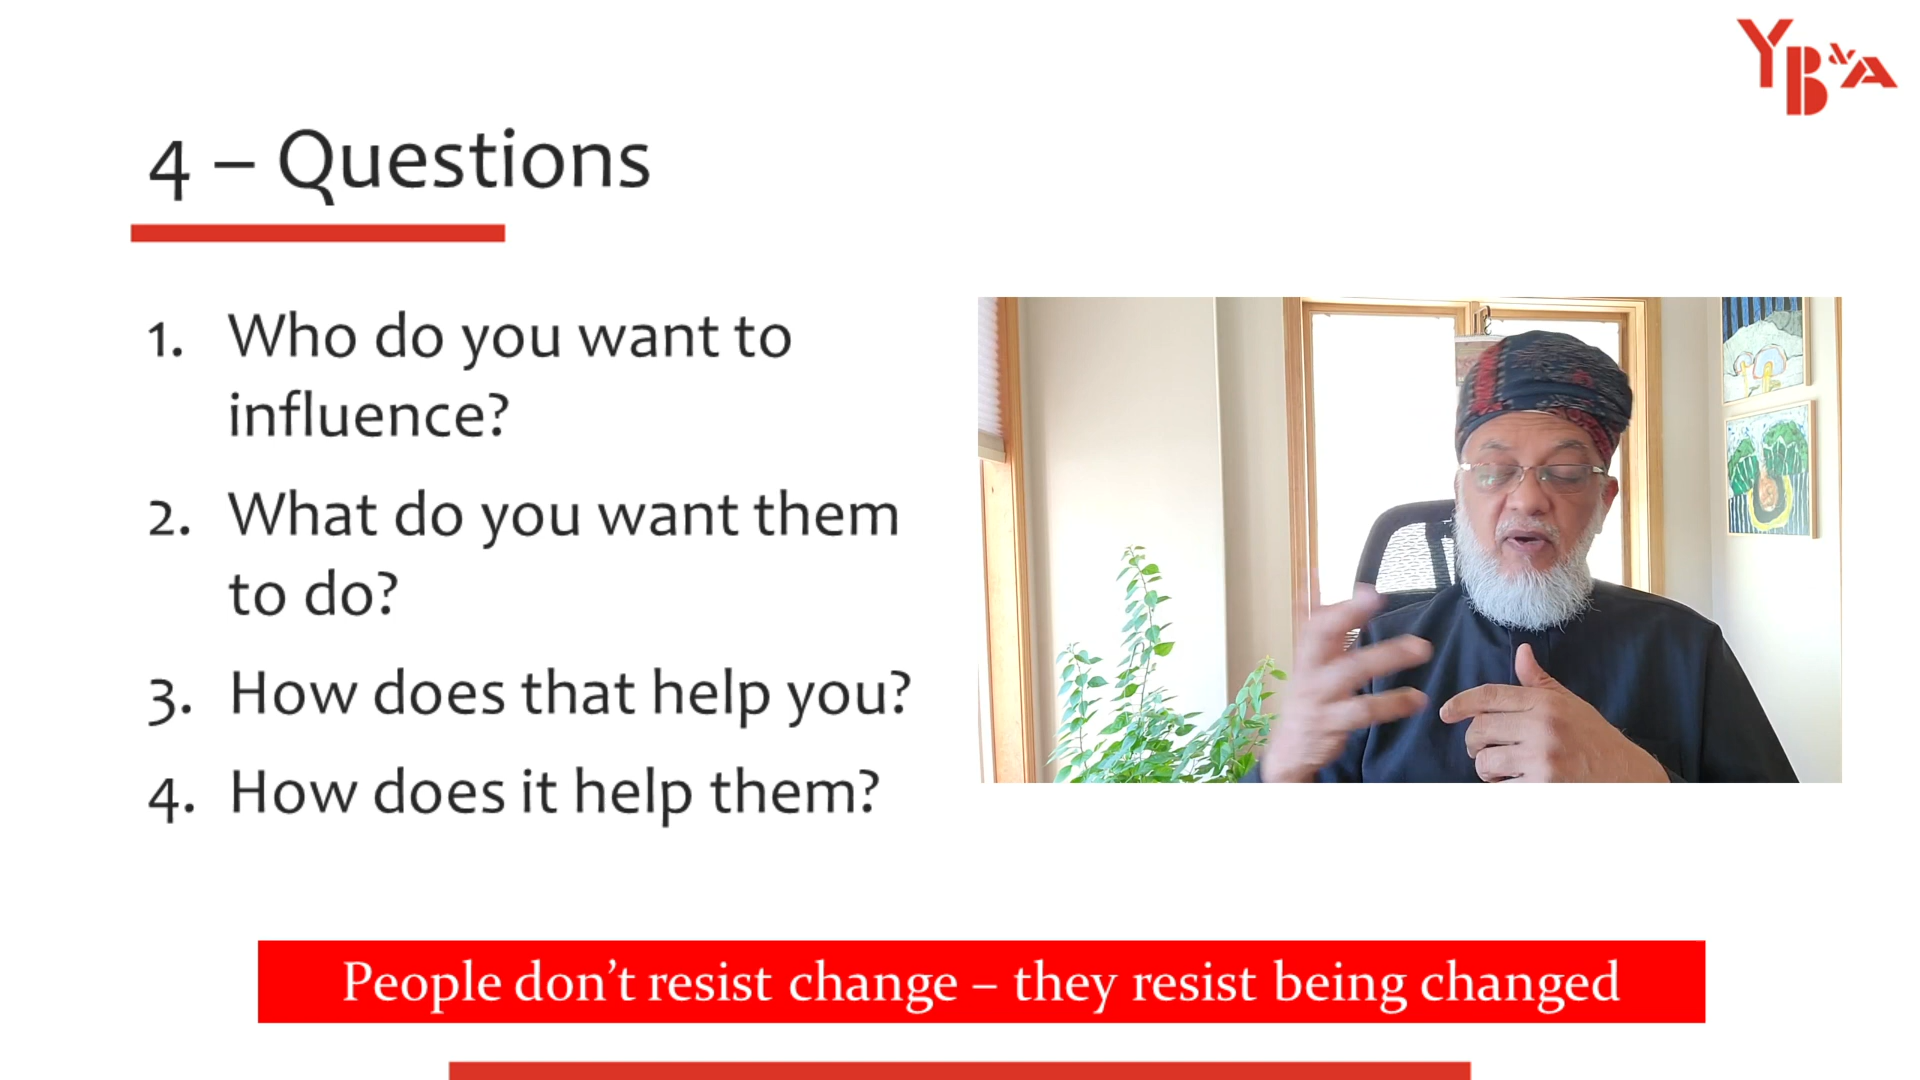 YB&A
4 – Questions
1. Who do you want to
influence?
2. What do you want them
to do?
3. How does that help you?
4. How does it help them?
People don’t resist change – they resist being changed